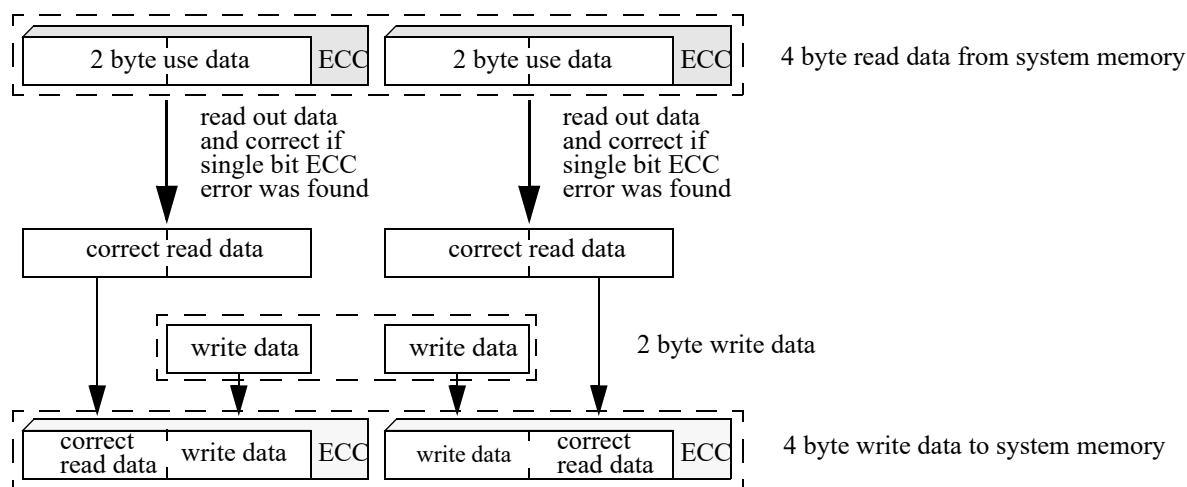 2 byte use data ECC 2 byte use data ECC 4 byte read data from system memory
read out data
and correct if
single bit ECC
error was found
read out data
and correct if
single bit ECC
error was found
correct read data correct read data
write data write data 2 byte write data
correct
read data write data ECC
write data correct
read data ECC
4 byte write data to system memory